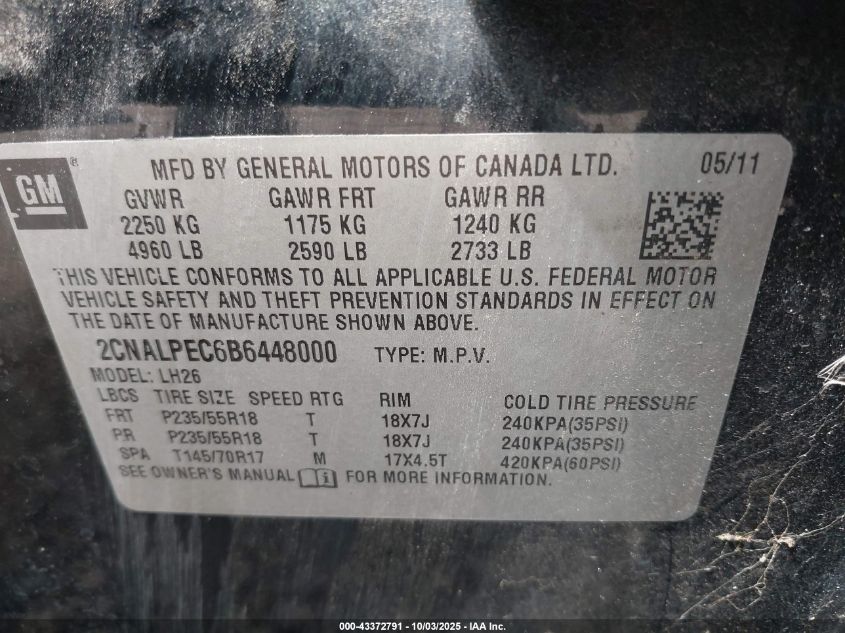 GM ® MFD BY GENERAL MOTORS OF CANADA LTD. 05/11
GVWR GAWR FRT GAWR RR
2250 KG 1175 KG 1240 KG
4960 LB 2590 LB 2733 LB
THIS VEHICLE CONFORMS TO ALL APPLICABLE U.S. FEDERAL MOTOR
VEHICLE SAFETY AND THEFT PREVENTION STANDARDS IN EFFECT ON
THE DATE OF MANUFACTURE SHOWN ABOVE.
2CNALPEC6B6448000 TYPE: M.P.V.
MODEL: LH26
LBCS TIRE SIZE SPEED RTG RIM COLD TIRE PRESSURE
FRT P235/55R18 T 18X7J 240KPA(35PSI)
PR P235/55R18 T 18X7J 240KPA(35PSI)
SPA T145/70R17 M 17X4.5T 420KPA(60PSI)
SEE OWNER'S MANUAL i FOR MORE INFORMATION.
000-43372791 - 10/03/2025 - IAA Inc.